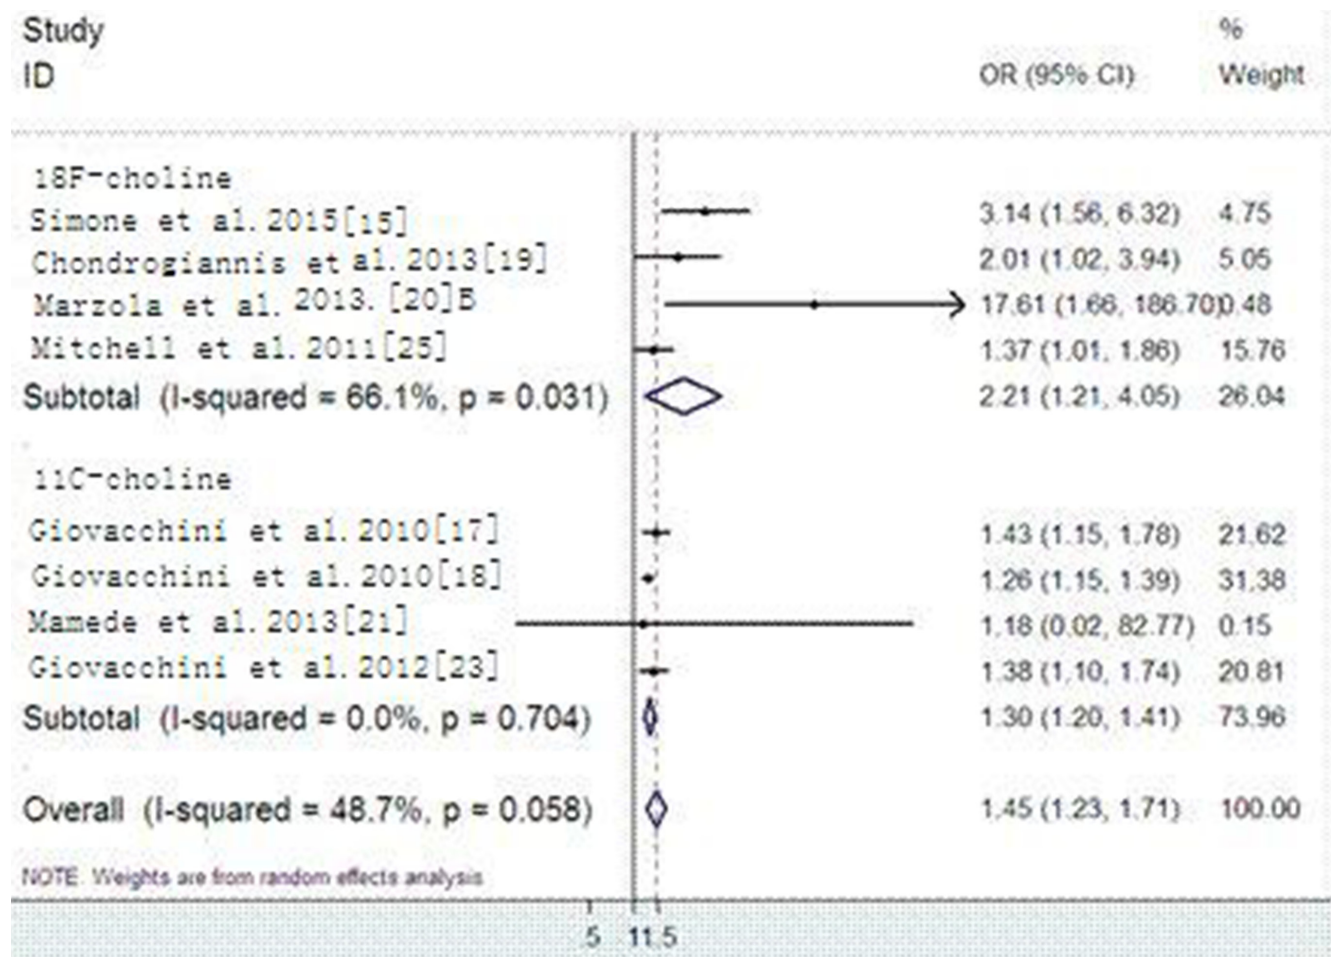 Study %
ID OR (95% CI) Weight
18F-choline
Simone et al. 2015[15] 3.14 (1.56, 6.32) 4.75
Chondrogiannis et al. 2013[19] 2.01 (1.02, 3.94) 5.05
Marzola et al. 2013. [20]B 17.61 (1.66, 186.70)0.48
Mitchell et al. 2011[25] 1.37 (1.01, 1.86) 15.76
Subtotal (I-squared = 66.1%, p = 0.031) 2.21 (1.21, 4.05) 26.04
11C-choline
Giovacchini et al. 2010[17] 1.43 (1.15, 1.78) 21.62
Giovacchini et al. 2010[18] 1.26 (1.15, 1.39) 31.38
Mamede et al. 2013[21] 1.18 (0.02, 82.77) 0.15
Giovacchini et al. 2012[23] 1.38 (1.10, 1.74) 20.81
Subtotal (I-squared = 0.0%, p = 0.704) 1.30 (1.20, 1.41) 73.96
Overall (I-squared = 48.7%, p = 0.058) 1.45 (1.23, 1.71) 100.00
NOTE. Weights are from random effects analysis
.5 1 1.5